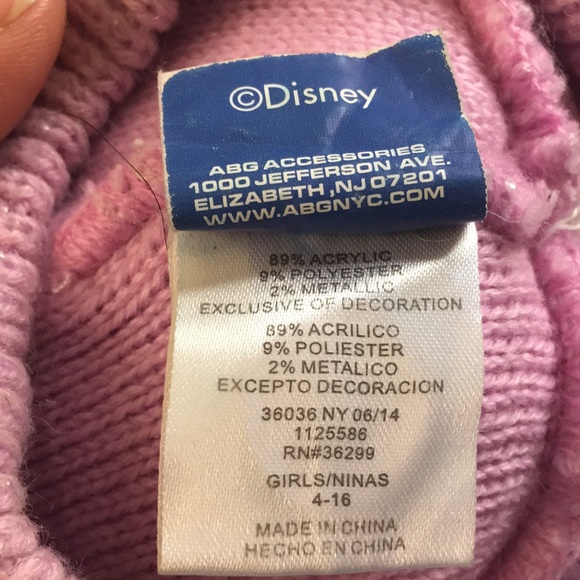 ©Disney
ABG ACCESSORIES
1000 JEFFERSON AVE.
ELIZABETH, NJ 07201
WWW.ABGNYC.COM
89% ACRYLIC
9% POLYESTER
2% METALLIC
EXCLUSIVE OF DECORATION
89% ACRILICO
9% POLIESTER
2% METALICO
EXCEPTO DECORACION
36036 NY 06/14
1125586
RN#36299
GIRLS/NINAS
4-16
MADE IN CHINA
HECHO EN CHINA